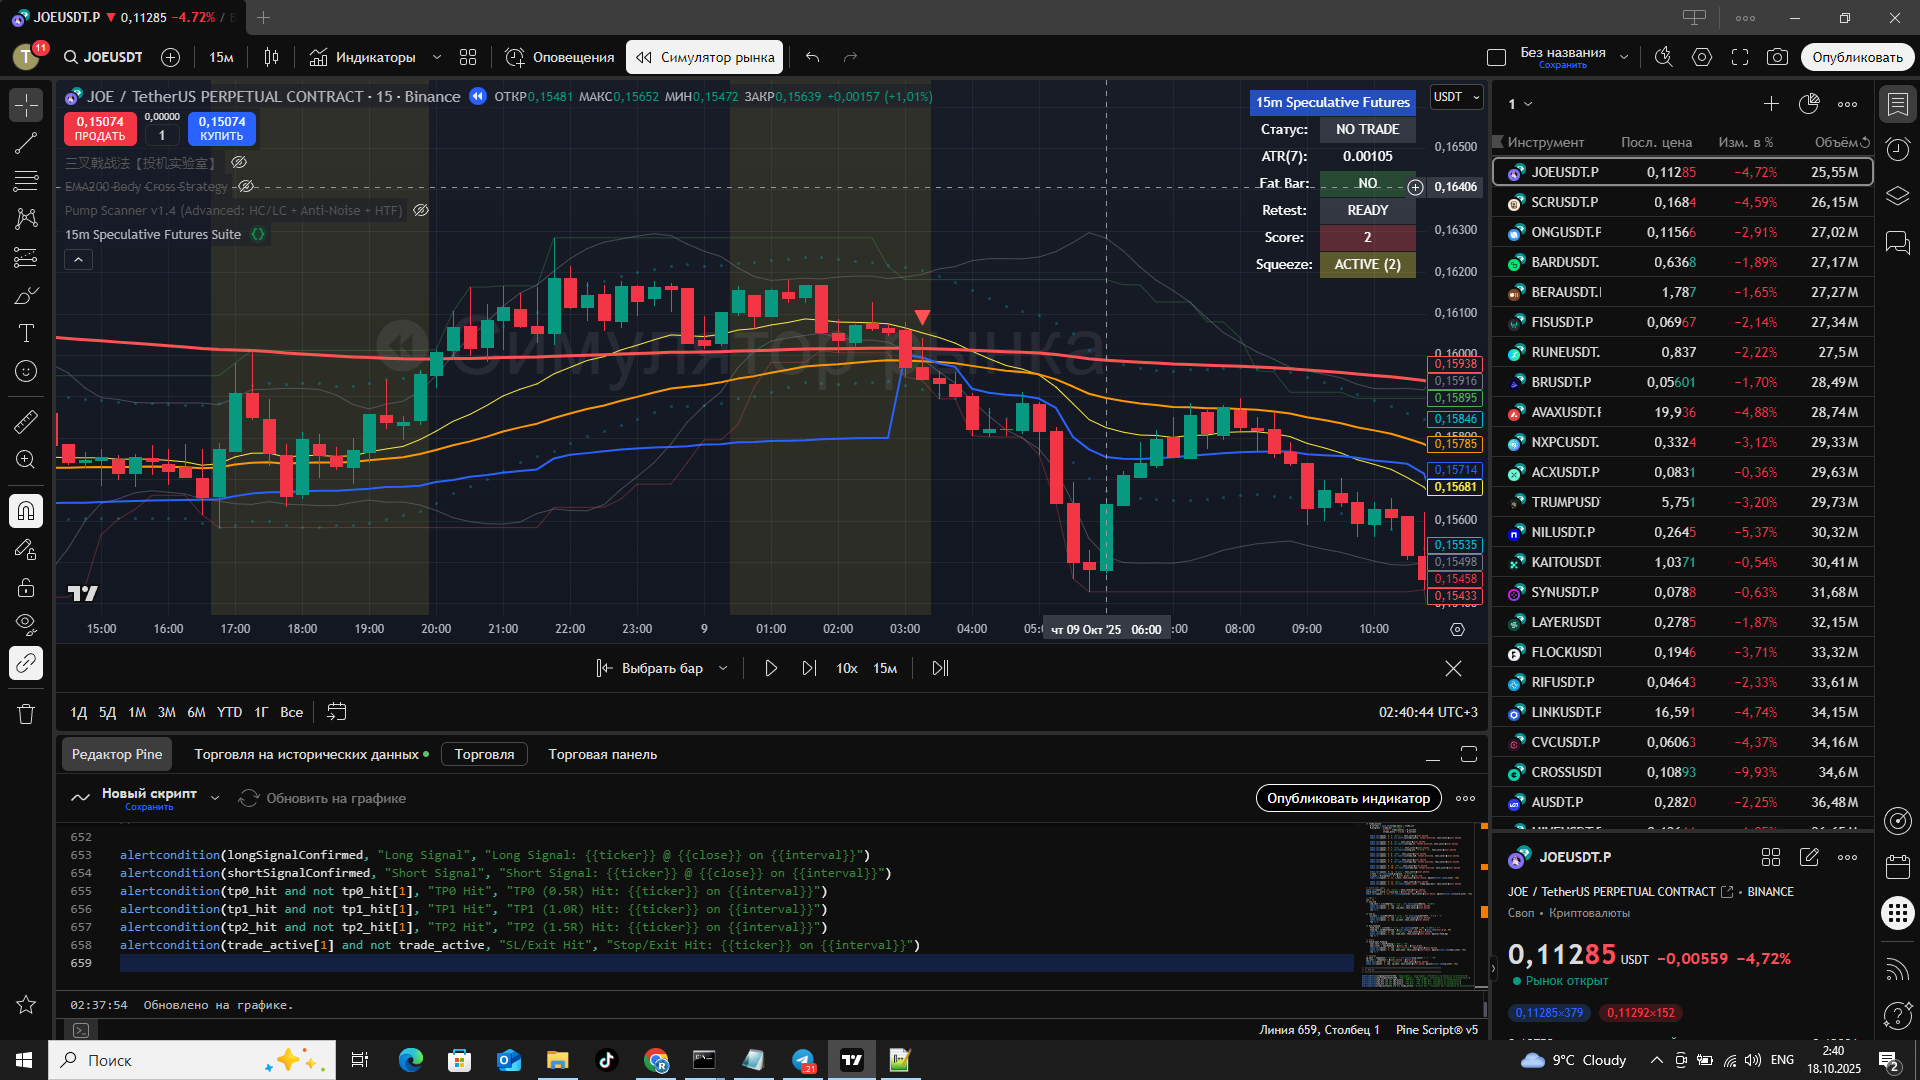 JOEUSDT.P ▼ 0,11285 −4.72% /
T 11 JOEUSDT 15м Индикаторы Оповещения Симулятор рынка Без названия Сохранить Опубликовать
JOE / TetherUS PERPETUAL CONTRACT · 15 · Binance ОТКР0,15481 МАКС0,15652 МИН0,15472 ЗАКР0,15639 +0,00157 (+1,01%)
0,15074 ПРОДАТЬ
0,00000
1
0,15074 КУПИТЬ
三叉戟战法【投机实验室】
EMA200 Body Cross Strategy
Pump Scanner v1.4 (Advanced: HC/LC + Anti-Noise + HTF)
15m Speculative Futures Suite {}
Симулятор рынка
15m Speculative Futures
Статус: NO TRADE
ATR(7): 0.00105
Fat Bar: NO
Retest: READY
Score: 2
Squeeze: ACTIVE (2)
USDT
0,16500
0,16406
0,16300
0,16200
0,16100
0,16000
0,15938
0,15916
0,15895
0,15846
0,15785
0,15714
0,15681
0,15600
0,15535
0,15498
0,15458
0,15433
15:00 16:00 17:00 18:00 19:00 20:00 21:00 22:00 23:00 9 01:00 02:00 03:00 04:00 чт 09 Окт '25 06:00 08:00 09:00 10:00
Выбрать бар 10x 15м
1Д 5Д 1М 3М 6М YTD 1Г Все 02:40:44 UTC+3
Редактор Pine Торговля на исторических данных Торговля Торговая панель
Новый скрипт
Сохранить
Обновить на графике Опубликовать индикатор
652
653 alertcondition(longSignalConfirmed, "Long Signal", "Long Signal: {{ticker}} @ {{close}} on {{interval}}")
654 alertcondition(shortSignalConfirmed, "Short Signal", "Short Signal: {{ticker}} @ {{close}} on {{interval}}")
655 alertcondition(tp0_hit and not tp0_hit[1], "TP0 Hit", "TP0 (0.5R) Hit: {{ticker}} on {{interval}}")
656 alertcondition(tp1_hit and not tp1_hit[1], "TP1 Hit", "TP1 (1.0R) Hit: {{ticker}} on {{interval}}")
657 alertcondition(tp2_hit and not tp2_hit[1], "TP2 Hit", "TP2 (1.5R) Hit: {{ticker}} on {{interval}}")
658 alertcondition(trade_active[1] and not trade_active, "SL/Exit Hit", "Stop/Exit Hit: {{ticker}} on {{interval}}")
659
02:37:54 Обновлено на графике.
Линия 659, Столбец 1 Pine Script® v5
1
Инструмент Посл. цена Изм. в % Объём
JOEUSDT.P 0,11285 −4,72% 25,55 M
SCRUSDT.P 0,1684 −4,59% 26,15 M
ONGUSDT.P 0,11566 −2,91% 27,02 M
BARDUSDT. 0,6368 −1,89% 27,17 M
BERAUSDT. 1,787 −1,65% 27,27 M
FISUSDT.P 0,06967 −2,14% 27,34 M
RUNEUSDT. 0,837 −2,22% 27,5 M
BRUSDT.P 0,05601 −1,70% 28,49 M
AVAXUSDT.P 19,936 −4,88% 28,74 M
NXPCUSDT. 0,3324 −3,12% 29,33 M
ACXUSDT.P 0,0831 −0,36% 29,63 M
TRUMPUSDT 5,751 −3,20% 29,73 M
NILUSDT.P 0,2645 −5,37% 30,32 M
KAITOUSDT. 1,0371 −0,54% 30,41 M
SYNUSDT.P 0,0788 −0,63% 31,68 M
LAYERUSDT 0,2785 −1,87% 32,15 M
FLOCKUSDT 0,1946 −3,71% 33,32 M
RIFUSDT.P 0,04643 −2,33% 33,61 M
LINKUSDT.P 16,591 −4,74% 34,15 M
CVCUSDT.P 0,06063 −4,37% 34,16 M
CROSSUSDT 0,10893 −9,93% 34,6 M
AUSDT.P 0,2820 −2,25% 36,48 M
JOEUSDT.P
JOE / TetherUS PERPETUAL CONTRACT • BINANCE
Своп • Криптовалюты
0,11285 USDT −0,00559 −4,72%
Рынок открыт
0,11285×379 0,11292×152
Поиск 21 9°C Cloudy ENG 2:40
18.10.2025 2